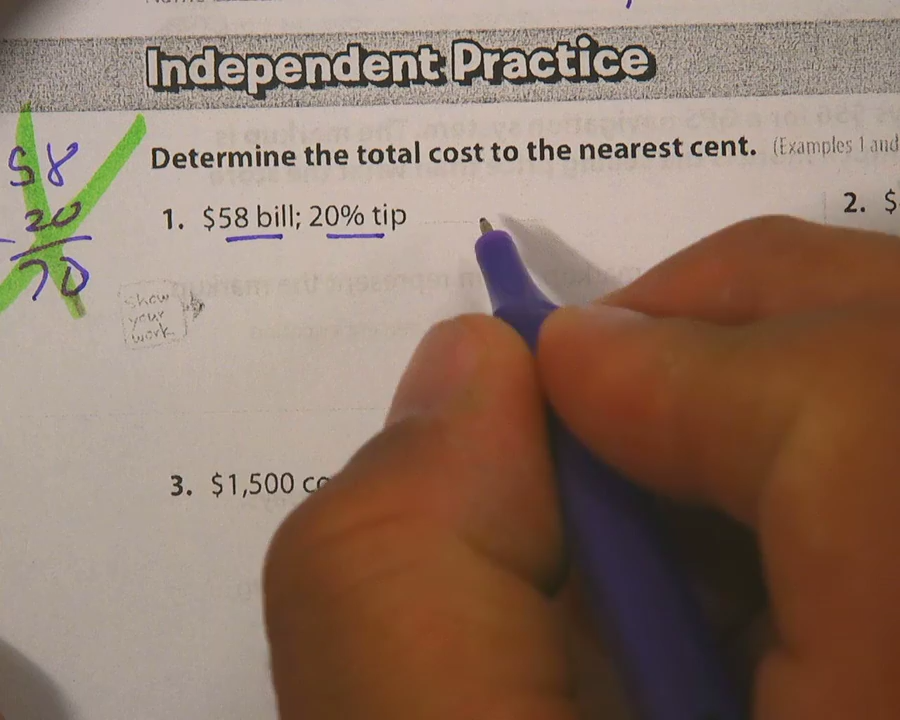 Independent Practice
58
20
70
Determine the total cost to the nearest cent. (Examples 1 and
1. $58 bill; 20% tip
2. $
Show
your
work
3. $1,500 co